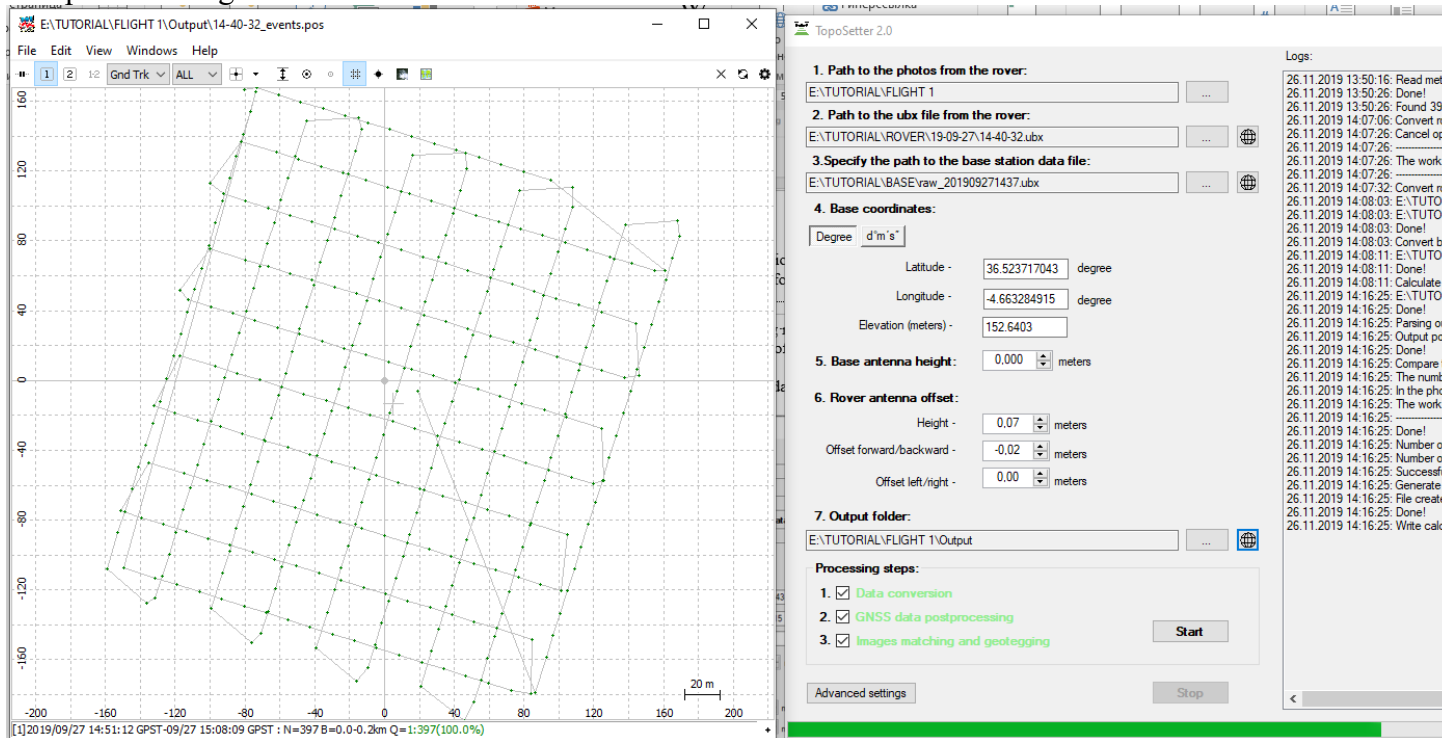 E:\TUTORIAL\FLIGHT 1\Output\14-40-32_events.pos
File Edit View Windows Help
1 2 1-2 Gnd Trk ALL
160
120
80
40
0
-40
-80
-120
-160
-200 -160 -120 -80 -40 0 40 80 120 160 200
20 m
[1]2019/09/27 14:51:12 GPST-09/27 15:08:09 GPST : N=397 B=0.0-0.2km Q=1:397(100.0%)
TopoSetter 2.0
1. Path to the photos from the rover:
E:\TUTORIAL\FLIGHT 1
...
2. Path to the ubx file from the rover:
E:\TUTORIAL\ROVER\19-09-27\14-40-32.ubx
...
3.Specify the path to the base station data file:
E:\TUTORIAL\BASE\raw_201909271437.ubx
...
4. Base coordinates:
Degree d°m´s˝
Latitude - 36.523717043 degree
Longitude - -4.663284915 degree
Elevation (meters) - 152.6403
5. Base antenna height: 0,000 meters
6. Rover antenna offset:
Height - 0,07 meters
Offset forward/backward - -0,02 meters
Offset left/right - 0,00 meters
7. Output folder:
E:\TUTORIAL\FLIGHT 1\Output
...
Processing steps:
1. Data conversion
2. GNSS data postprocessing
3. Images matching and geotegging
Start
Advanced settings
Stop
Logs:
26.11.2019 13:50:16: Read met
26.11.2019 13:50:26: Done!
26.11.2019 13:50:26: Found 39
26.11.2019 14:07:06: Convert r
26.11.2019 14:07:26: Cancel op
26.11.2019 14:07:26: ----------------
26.11.2019 14:07:26: The work
26.11.2019 14:07:26: ----------------
26.11.2019 14:07:32: Convert r
26.11.2019 14:08:03: E:\TUTO
26.11.2019 14:08:03: E:\TUTO
26.11.2019 14:08:03: Done!
26.11.2019 14:08:03: Convert b
26.11.2019 14:08:11: E:\TUTO
26.11.2019 14:08:11: Done!
26.11.2019 14:08:11: Calculate
26.11.2019 14:16:25: E:\TUTO
26.11.2019 14:16:25: Done!
26.11.2019 14:16:25: Parsing o
26.11.2019 14:16:25: Output po
26.11.2019 14:16:25: Done!
26.11.2019 14:16:25: Compare
26.11.2019 14:16:25: The numb
26.11.2019 14:16:25: In the pho
26.11.2019 14:16:25: The work
26.11.2019 14:16:25: ----------------
26.11.2019 14:16:25: Done!
26.11.2019 14:16:25: Number o
26.11.2019 14:16:25: Number o
26.11.2019 14:16:25: Successf
26.11.2019 14:16:25: Generate
26.11.2019 14:16:25: File create
26.11.2019 14:16:25: Done!
26.11.2019 14:16:25: Write calc